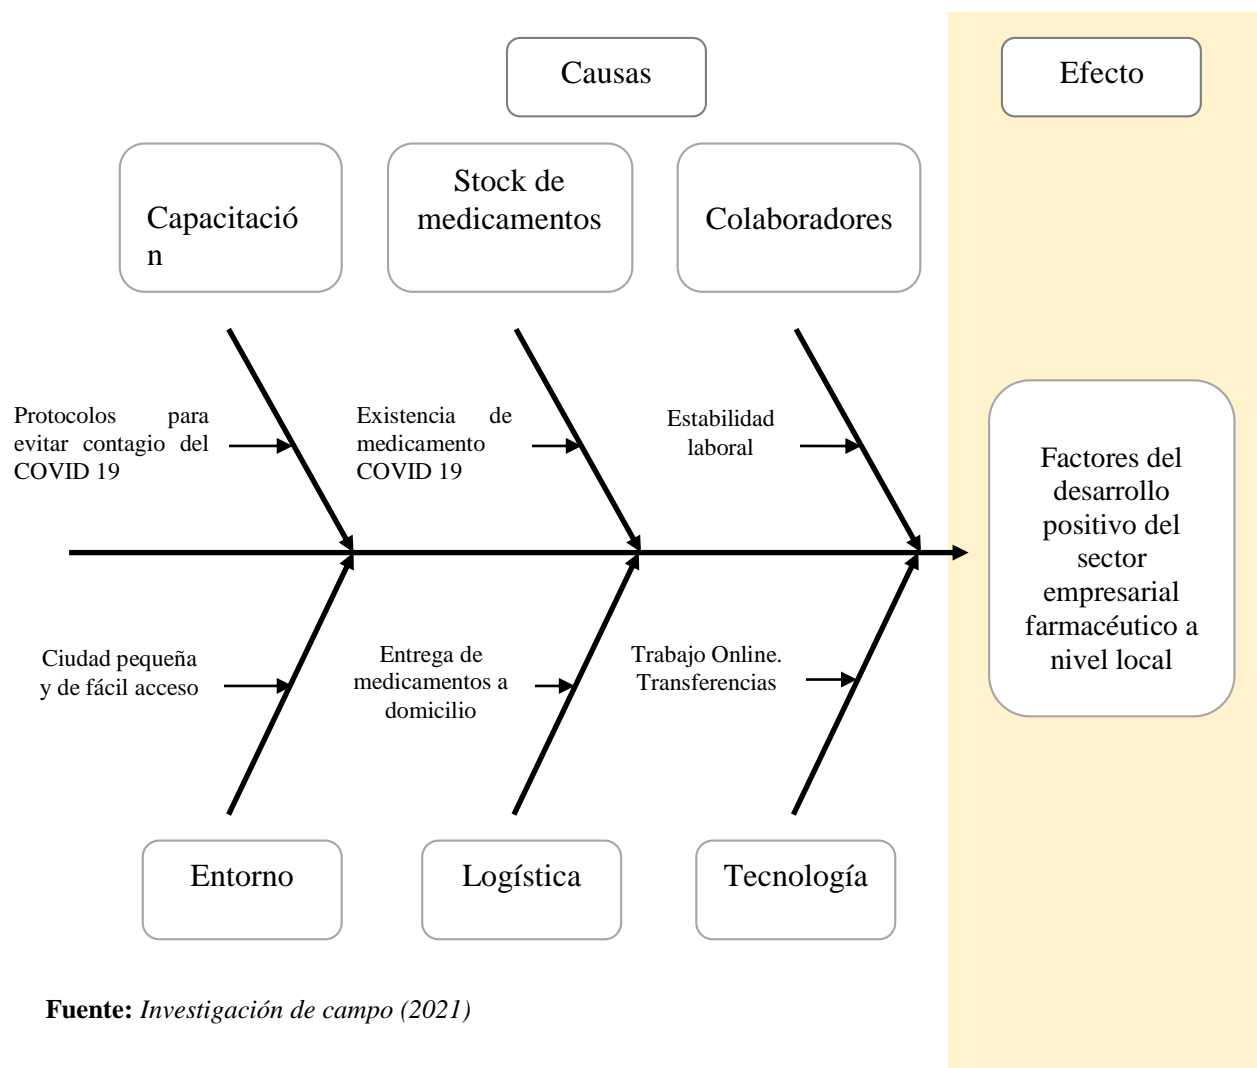 Causas
Efecto
Capacitació
n
Stock de
medicamentos
Colaboradores
Protocolos para
evitar contagio del
COVID 19
Existencia de
medicamento
COVID 19
Estabilidad
laboral
Factores del
desarrollo
positivo del
sector
empresarial
farmacéutico a
nivel local
Ciudad pequeña
y de fácil acceso
Entrega de
medicamentos a
domicilio
Trabajo Online.
Transferencias
Entorno
Logística
Tecnología
Fuente: Investigación de campo (2021)